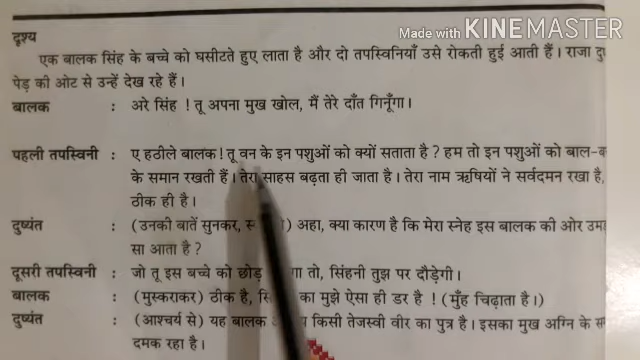 Made with KINEMASTER
दृश्य
एक बालक सिंह के बच्चे को घसीटते हुए लाता है और दो तपस्विनियाँ उसे रोकती हुई आती हैं। राजा
पेड़ की ओट से उन्हें देख रहे हैं।
बालक : अरे सिंह ! तू अपना मुख खोल, मैं तेरे दाँत गिनूँगा।
पहली तपस्विनी : ए हठीले बालक! तू वन के इन पशुओं को क्यों सताता है ? हम तो इन पशुओं को
के समान रखती हैं। तेरा साहस बढ़ता ही जाता है। तेरा नाम ऋषियों ने सर्वदमन रखा है,
ठीक ही है।
दुष्यंत : (उनकी बातें सुनकर, ) अहा, क्या कारण है कि मेरा स्नेह इस बालक की ओर
सा आता है ?
दूसरी तपस्विनी : जो तू इस बच्चे को तो, सिंहनी तुझ पर दौड़ेगी।
बालक : (मुस्कराकर) ठीक है, का मुझे ऐसा ही डर है ! (मुँह चिढ़ाता है।)
दुष्यंत : (आश्चर्य से) यह बालक किसी तेजस्वी वीर का पुत्र है। इसका मुख अग्नि के
दमक रहा है।